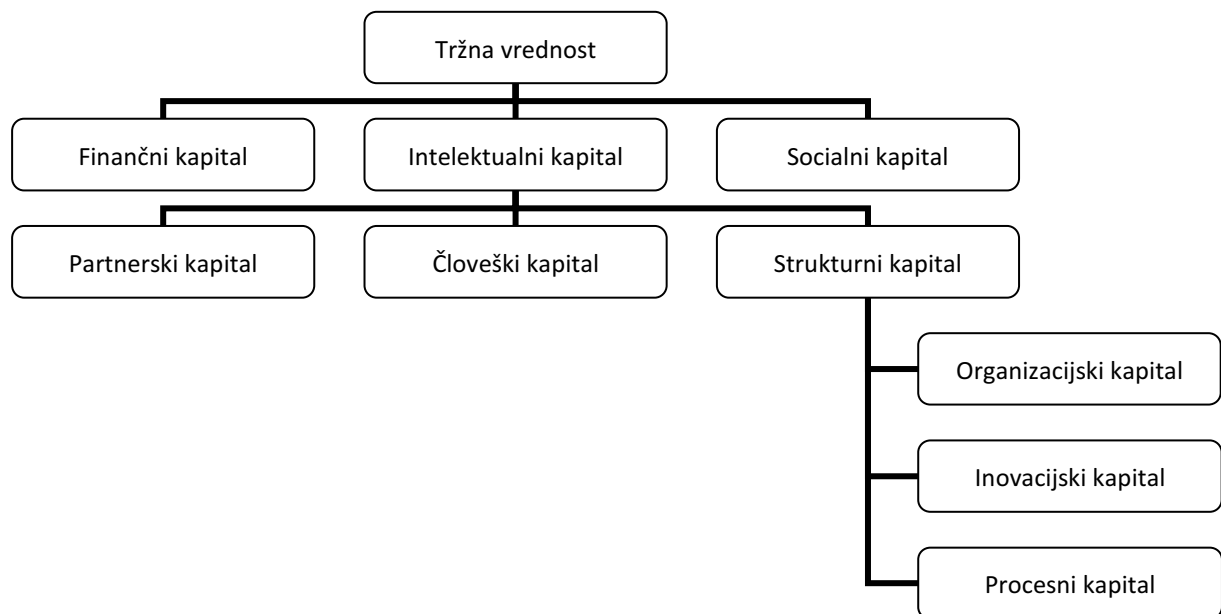 Tržna vrednost
Finančni kapital
Intelektualni kapital
Socialni kapital
Partnerski kapital
Človeški kapital
Strukturni kapital
Organizacijski kapital
Inovacijski kapital
Procesni kapital